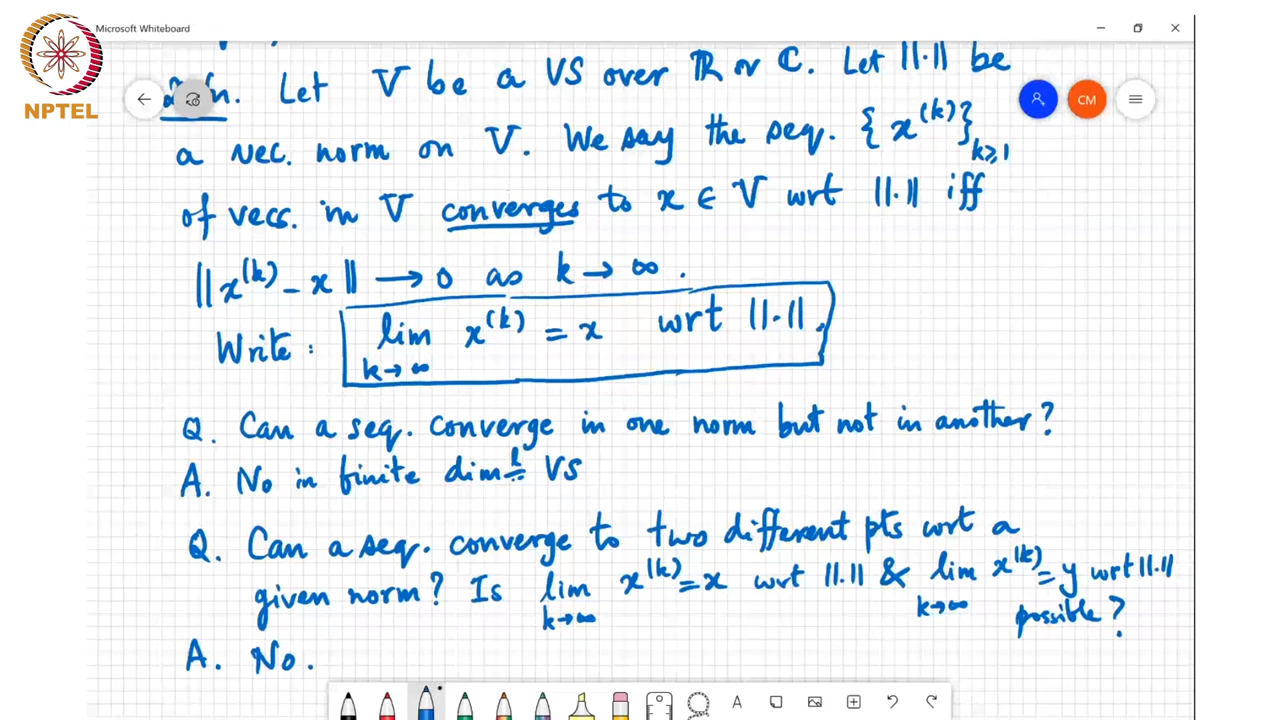 Microsoft Whiteboard
NPTEL
Defn. Let V be a VS over ℝ or ℂ. Let ||·|| be
CM
a vec. norm on V. We say the seq. {x^(k)}_{k≥1}
of vecs. in V converges to x ∈ V wrt ||·|| iff
||x^(k) - x|| → 0 as k → ∞.
Write: lim_{k→∞} x^(k) = x wrt ||·||.
Q. Can a seq. converge in one norm but not in another?
A. No in finite dim^l VS
Q. Can a seq. converge to two different pts wrt a
given norm? Is lim_{k→∞} x^(k) = x wrt ||·|| & lim_{k→∞} x^(k) = y wrt ||·||
possible?
A. No.